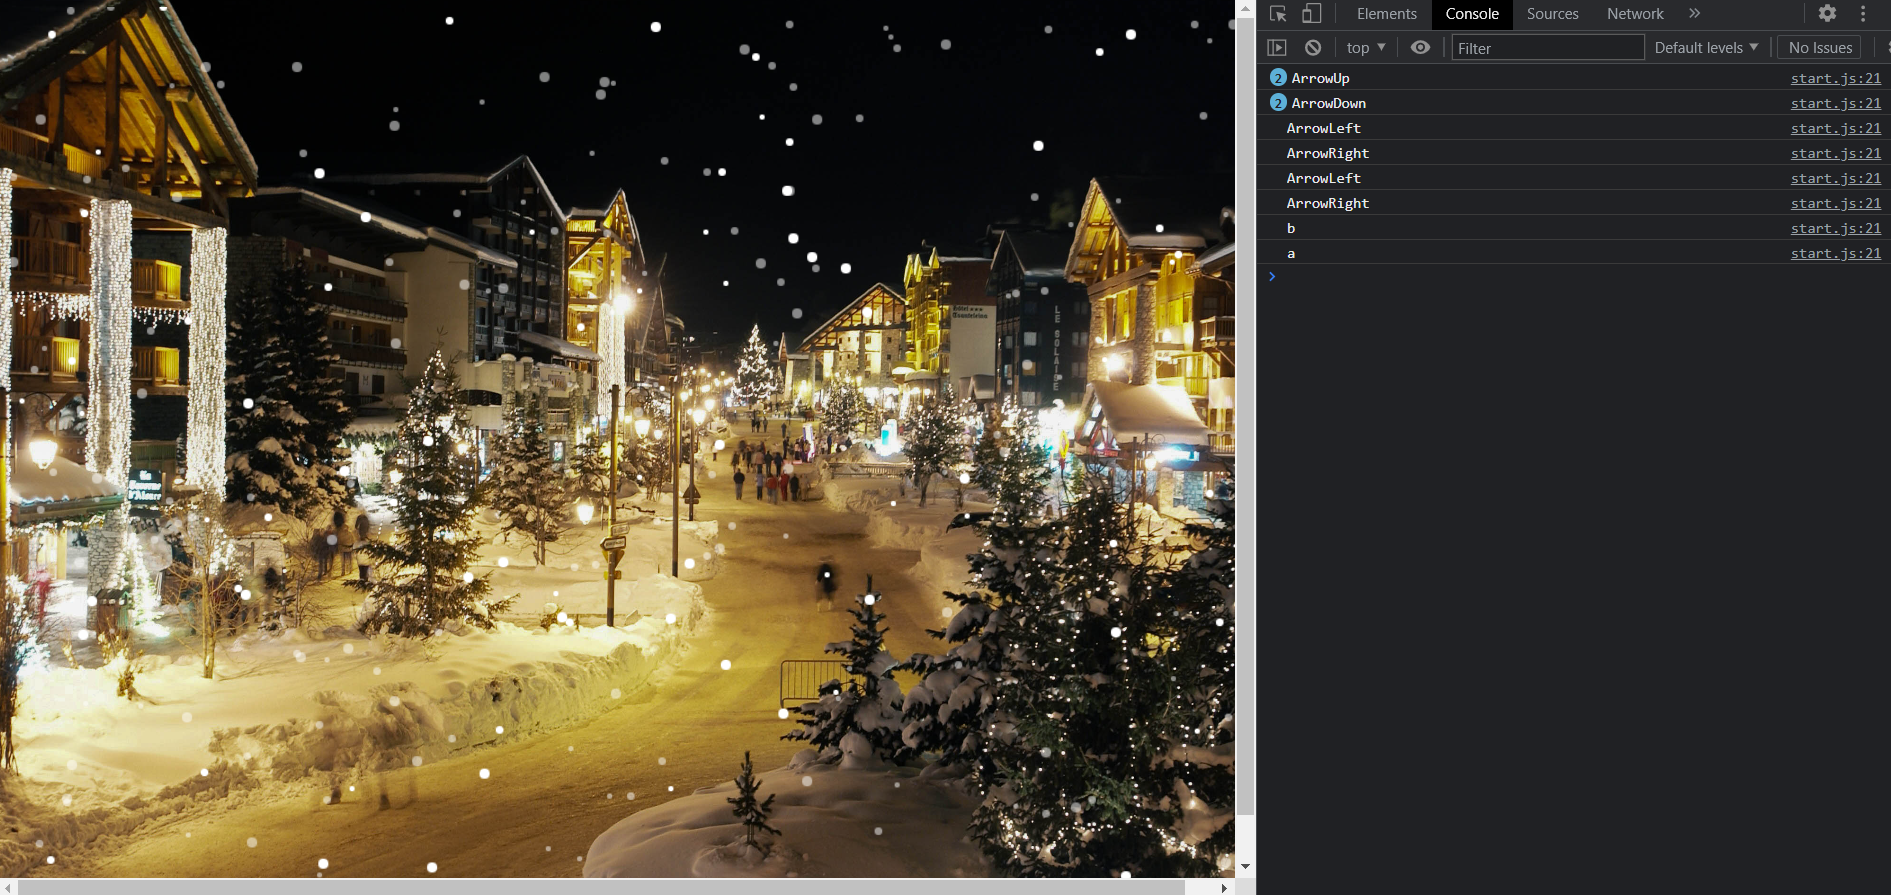 Elements Console Sources Network
top Filter Default levels No Issues
2 ArrowUp start.js:21
2 ArrowDown start.js:21
ArrowLeft start.js:21
ArrowRight start.js:21
ArrowLeft start.js:21
ArrowRight start.js:21
b start.js:21
a start.js:21
Hôtel ***
LE SOLAISE